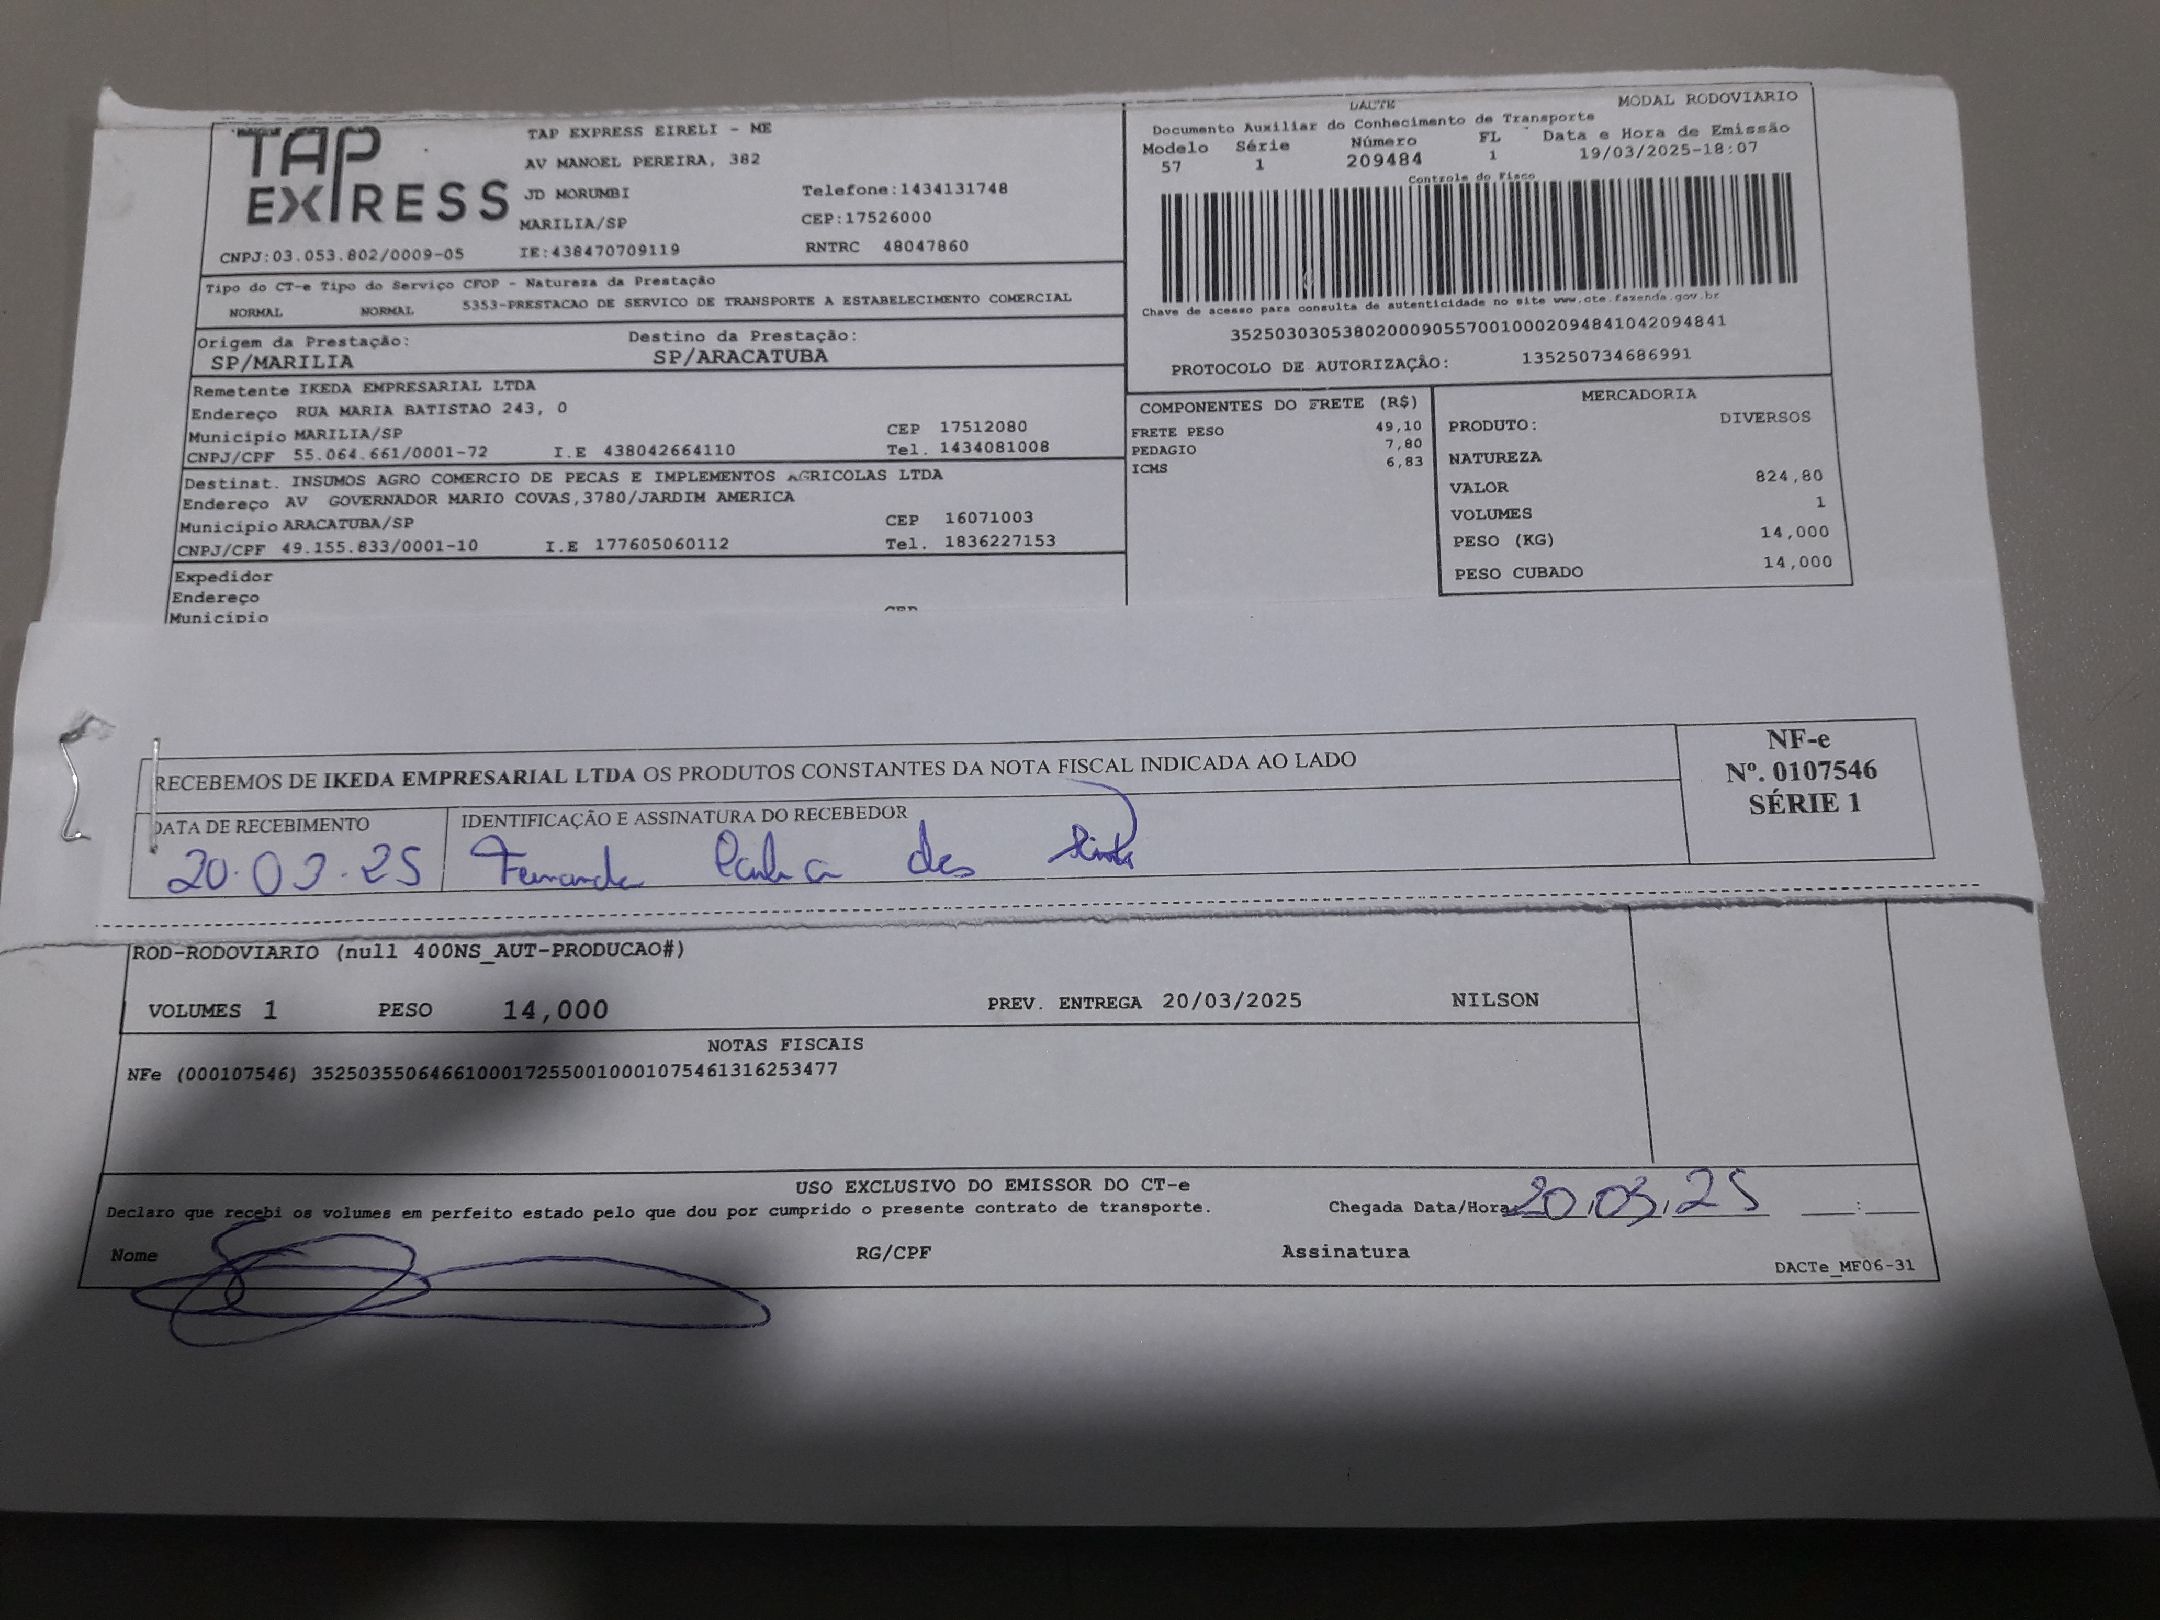 TAP
EXPRESS
TAP EXPRESS EIRELI - ME
AV MANOEL PEREIRA, 382
JD MORUMBI Telefone:1434131748
MARILIA/SP CEP:17526000
CNPJ:03.053.802/0009-05 IE:438470709119 RNTRC 48047860
DACTE MODAL RODOVIARIO
Documento Auxiliar do Conhecimento de Transporte
Modelo Série Número FL Data e Hora de Emissão
57 1 209484 1 19/03/2025-18:07
Controle do Fisco
Chave de acesso para consulta de autenticidade no site www.cte.fazenda.gov.br
35250303053802000905570010002094841042094841
PROTOCOLO DE AUTORIZAÇÃO: 135250734686991
Tipo do CT-e Tipo do Serviço CFOP - Natureza da Prestação
NORMAL NORMAL 5353-PRESTACAO DE SERVICO DE TRANSPORTE A ESTABELECIMENTO COMERCIAL
Origem da Prestação: Destino da Prestação:
SP/MARILIA SP/ARACATUBA
Remetente IKEDA EMPRESARIAL LTDA
Endereço RUA MARIA BATISTAO 243, 0
Município MARILIA/SP CEP 17512080
CNPJ/CPF 55.064.661/0001-72 I.E 438042664110 Tel. 1434081008
Destinat. INSUMOS AGRO COMERCIO DE PECAS E IMPLEMENTOS AGRICOLAS LTDA
Endereço AV GOVERNADOR MARIO COVAS,3780/JARDIM AMERICA
Município ARACATUBA/SP CEP 16071003
CNPJ/CPF 49.155.833/0001-10 I.E 177605060112 Tel. 1836227153
Expedidor
Endereço
Município
COMPONENTES DO FRETE (R$)
FRETE PESO 49,10
PEDAGIO 7,80
ICMS 6,83
MERCADORIA
PRODUTO: DIVERSOS
NATUREZA
VALOR 824,80
VOLUMES 1
PESO (KG) 14,000
PESO CUBADO 14,000
RECEBEMOS DE IKEDA EMPRESARIAL LTDA OS PRODUTOS CONSTANTES DA NOTA FISCAL INDICADA AO LADO
DATA DE RECEBIMENTO IDENTIFICAÇÃO E ASSINATURA DO RECEBEDOR
20.03.25 Fernanda des
NF-e
Nº. 0107546
SÉRIE 1
ROD-RODOVIARIO (null 400NS_AUT-PRODUCAO#)
VOLUMES 1 PESO 14,000 PREV. ENTREGA 20/03/2025 NILSON
NOTAS FISCAIS
NFe (000107546) 35250355064661000172550010001075461316253477
USO EXCLUSIVO DO EMISSOR DO CT-e
Declaro que recebi os volumes em perfeito estado pelo que dou por cumprido o presente contrato de transporte. Chegada Data/Hora 20/03/25 __:__
Nome RG/CPF Assinatura
DACTe_MF06-31